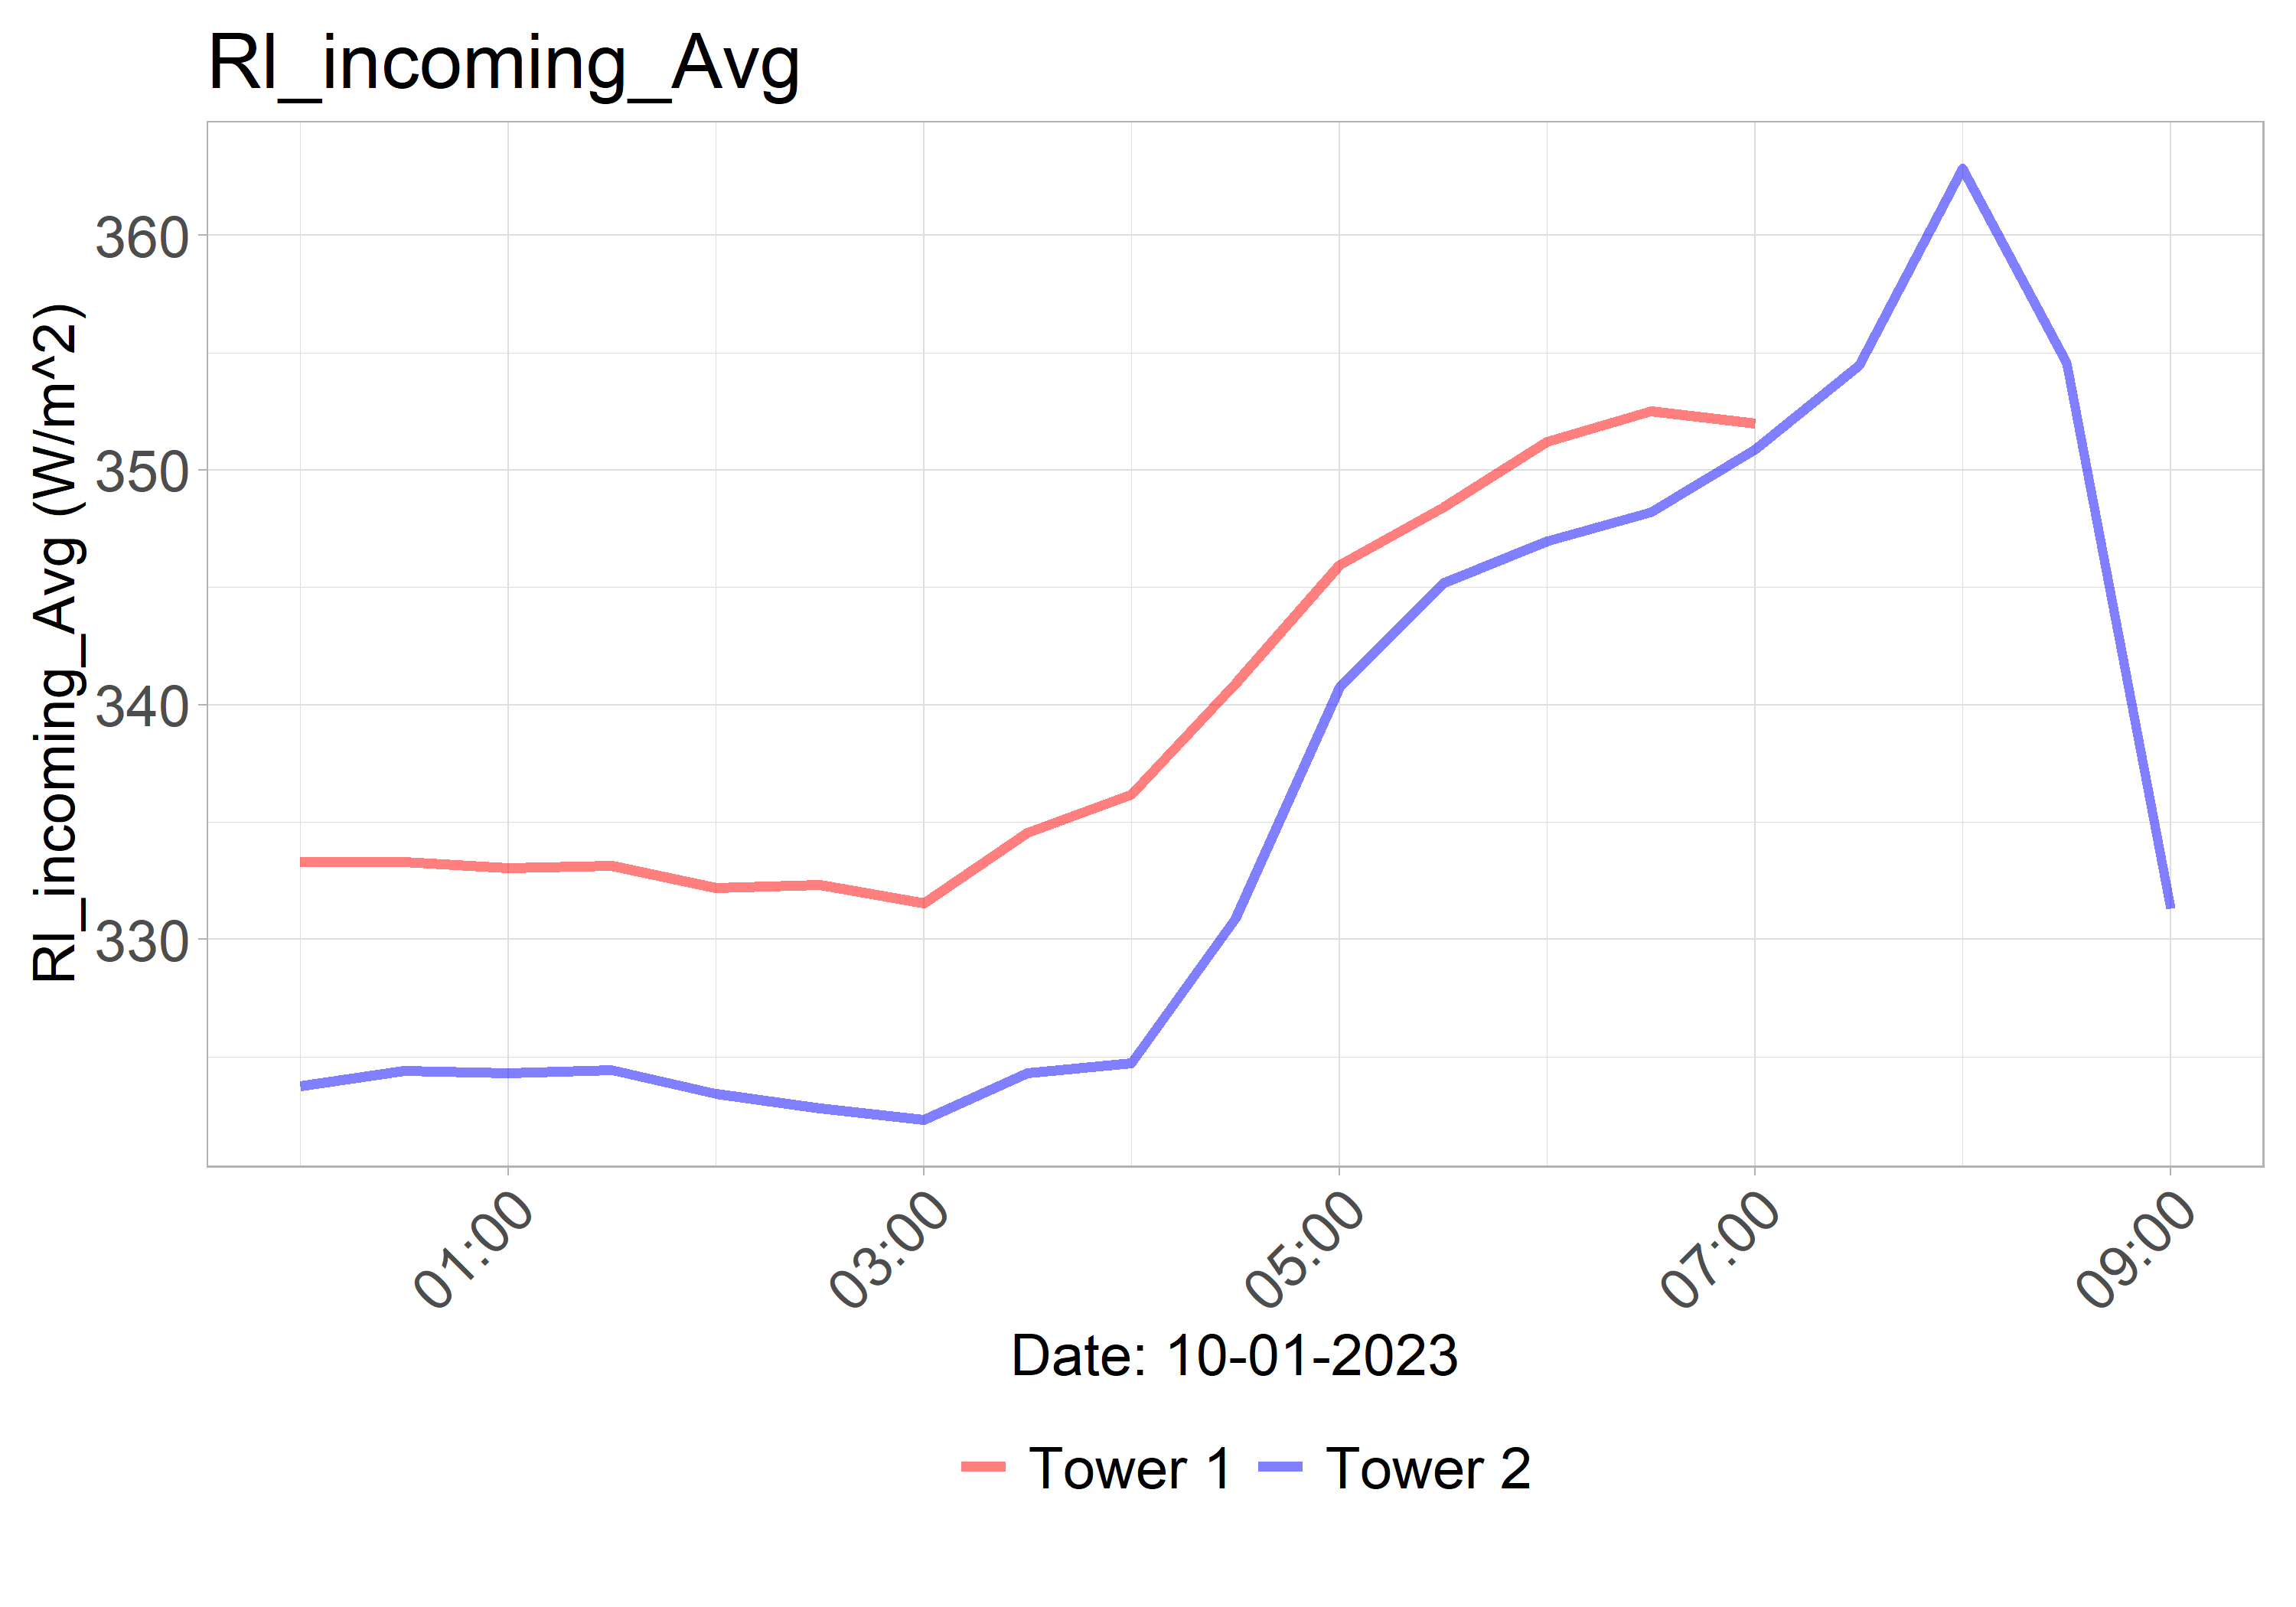 Rl_incoming_Avg
Rl_incoming_Avg (W/m^2)
360
350
340
330
01:00
03:00
05:00
07:00
09:00
Date: 10-01-2023
Tower 1
Tower 2